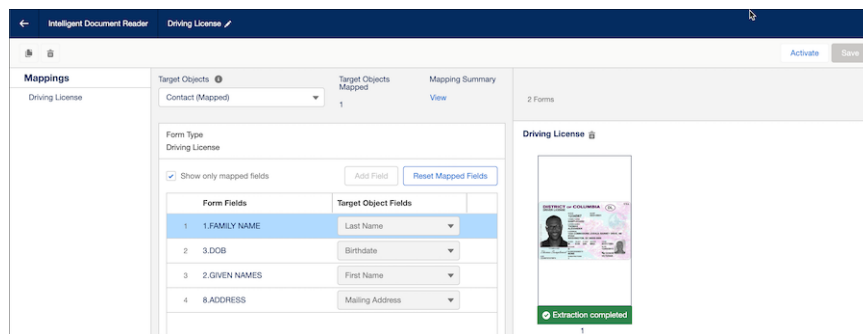 Intelligent Document Reader
Driving License
Activate
Save
Mappings
Driving License
Target Objects
Contact (Mapped)
Target Objects
Mapped
1
Mapping Summary
View
Form Type
Driving License
Show only mapped fields
Add Field
Reset Mapped Fields
Form Fields
Target Object Fields
1
1.FAMILY NAME
Last Name
2
3.DOB
Birthdate
3
2.GIVEN NAMES
First Name
4
8.ADDRESS
Mailing Address
2 Forms
Driving License
DISTRICT OF COLUMBIA
Extraction completed
1